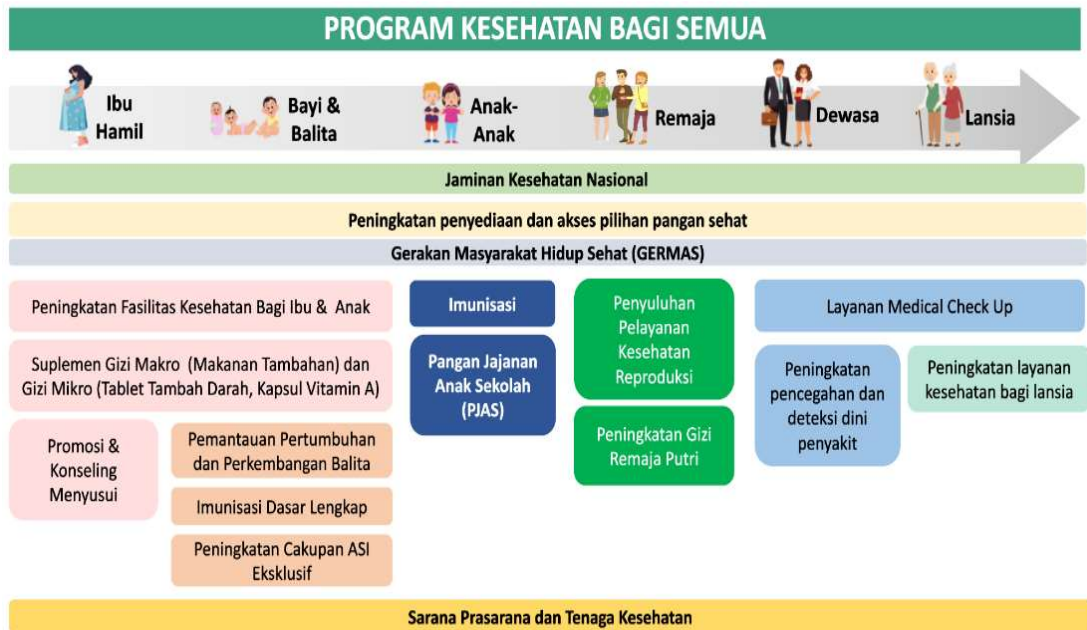 PROGRAM KESEHATAN BAGI SEMUA
Ibu
Hamil
Bayi &
Balita
Anak-
Anak
Remaja
Dewasa
Lansia
Jaminan Kesehatan Nasional
Peningkatan penyediaan dan akses pilihan pangan sehat
Gerakan Masyarakat Hidup Sehat (GERMAS)
Peningkatan Fasilitas Kesehatan Bagi Ibu & Anak
Suplemen Gizi Makro (Makanan Tambahan) dan
Gizi Mikro (Tablet Tambah Darah, Kapsul Vitamin A)
Promosi &
Konseling
Menyusui
Pemantauan Pertumbuhan
dan Perkembangan Balita
Imunisasi Dasar Lengkap
Peningkatan Cakupan ASI
Eksklusif
Imunisasi
Pangan Jajanan
Anak Sekolah
(PJAS)
Penyuluhan
Pelayanan
Kesehatan
Reproduksi
Peningkatan Gizi
Remaja Putri
Layanan Medical Check Up
Peningkatan
pencegahan dan
deteksi dini
penyakit
Peningkatan layanan
kesehatan bagi lansia
Sarana Prasarana dan Tenaga Kesehatan